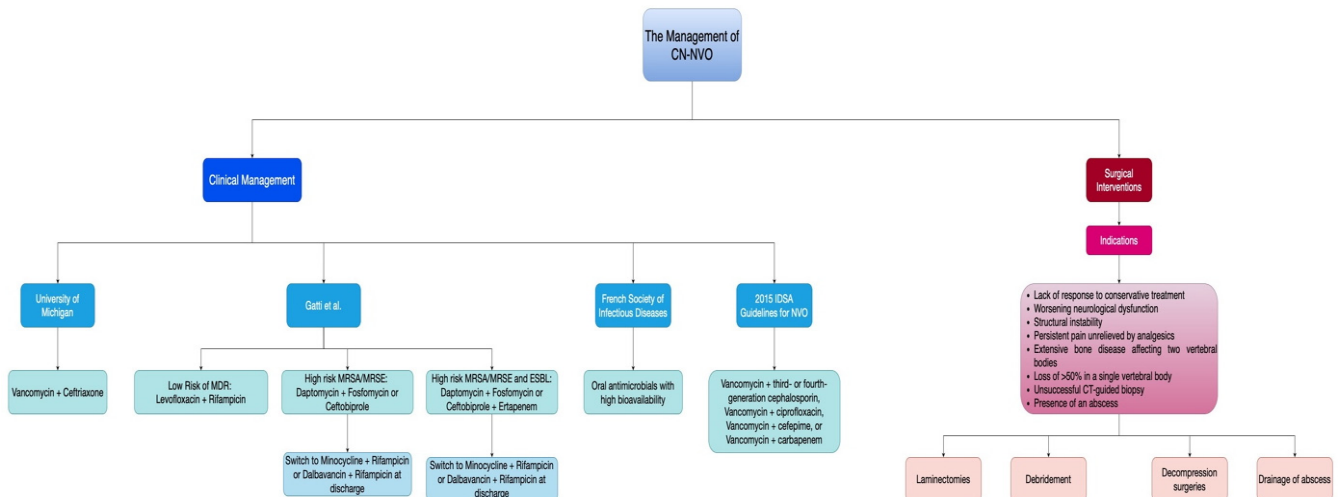 The Management of
CN-NVO
Clinical Management
Surgical
Interventions
Indications
University of
Michigan
Gatti et al.
French Society of
Infectious Diseases
2015 IDSA
Guidelines for NVO
• Lack of response to conservative treatment
• Worsening neurological dysfunction
• Structural instability
• Persistent pain unrelieved by analgesics
• Extensive bone disease affecting two vertebral
bodies
• Loss of >50% in a single vertebral body
• Unsuccessful CT-guided biopsy
• Presence of an abscess
Vancomycin + Ceftriaxone
Low Risk of MDR:
Levofloxacin + Rifampicin
High risk MRSA/MRSE:
Daptomycin + Fosfomycin or
Ceftobiprole
High risk MRSA/MRSE and ESBL:
Daptomycin + Fosfomycin or
Ceftobiprole + Ertapenem
Oral antimicrobials with
high bioavailability
Vancomycin + third- or fourth-
generation cephalosporin,
Vancomycin + ciprofloxacin,
Vancomycin + cefepime, or
Vancomycin + carbapenem
Switch to Minocycline + Rifampicin
or Dalbavancin + Rifampicin at
discharge
Switch to Minocycline + Rifampicin
or Dalbavancin + Rifampicin at
discharge
Laminectomies
Debridement
Decompression
surgeries
Drainage of abscess